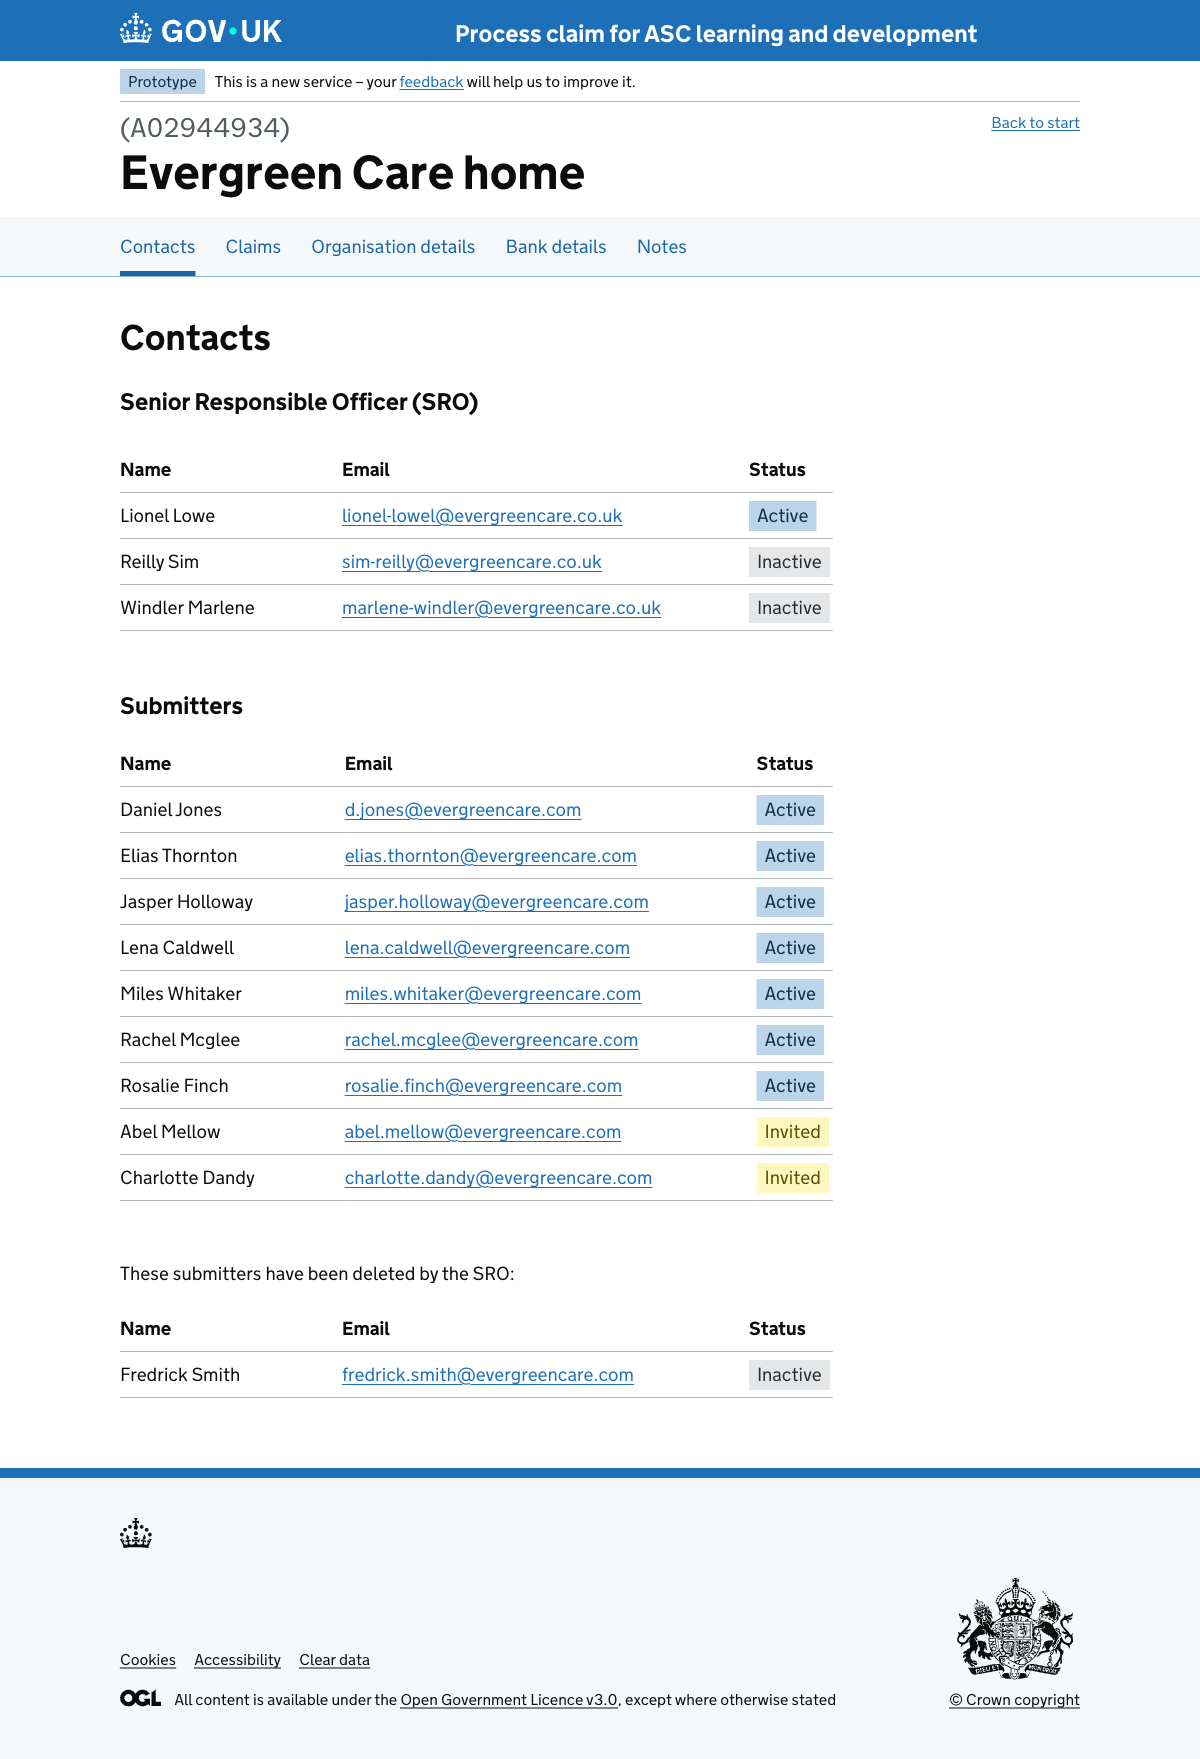 GOV·UK Process claim for ASC learning and development
Prototype This is a new service – your feedback will help us to improve it.
(A02944934) Back to start
Evergreen Care home
Contacts Claims Organisation details Bank details Notes
Contacts
Senior Responsible Officer (SRO)
Name Email Status
Lionel Lowe lionel-lowel@evergreencare.co.uk Active
Reilly Sim sim-reilly@evergreencare.co.uk Inactive
Windler Marlene marlene-windler@evergreencare.co.uk Inactive
Submitters
Name Email Status
Daniel Jones d.jones@evergreencare.com Active
Elias Thornton elias.thornton@evergreencare.com Active
Jasper Holloway jasper.holloway@evergreencare.com Active
Lena Caldwell lena.caldwell@evergreencare.com Active
Miles Whitaker miles.whitaker@evergreencare.com Active
Rachel Mcglee rachel.mcglee@evergreencare.com Active
Rosalie Finch rosalie.finch@evergreencare.com Active
Abel Mellow abel.mellow@evergreencare.com Invited
Charlotte Dandy charlotte.dandy@evergreencare.com Invited
These submitters have been deleted by the SRO:
Name Email Status
Fredrick Smith fredrick.smith@evergreencare.com Inactive
Cookies Accessibility Clear data
OGL All content is available under the Open Government Licence v3.0, except where otherwise stated
© Crown copyright